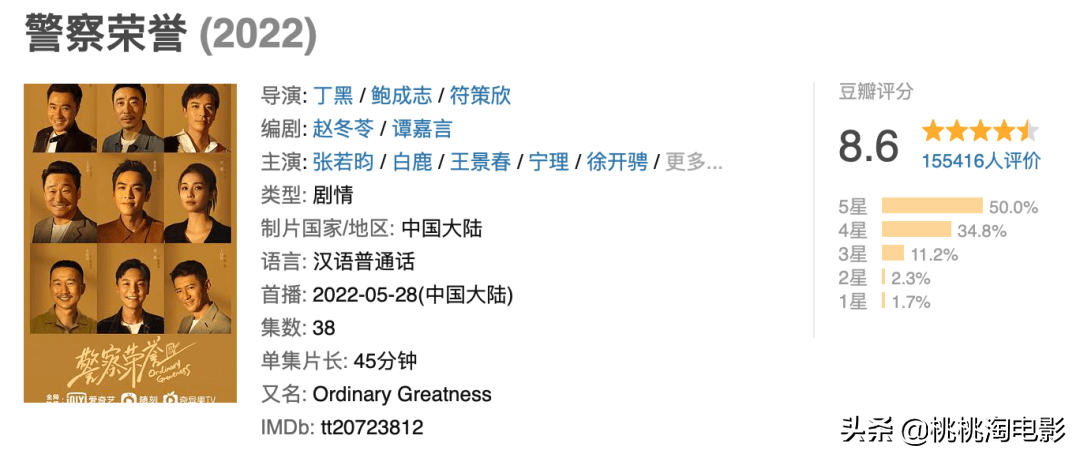 警察荣誉 (2022)
导演: 丁黑 / 鲍成志 / 符策欣
编剧: 赵冬苓 / 谭嘉言
主演: 张若昀 / 白鹿 / 王景春 / 宁理 / 徐开骋 / 更多...
类型: 剧情
制片国家/地区: 中国大陆
语言: 汉语普通话
首播: 2022-05-28(中国大陆)
集数: 38
单集片长: 45分钟
又名: Ordinary Greatness
IMDb: tt20723812
豆瓣评分
8.6
155416人评价
5星 50.0%
4星 34.8%
3星 11.2%
2星 2.3%
1星 1.7%
警察荣誉
Ordinary
Greatness
iQIYI 爱奇艺 随刻 奇异果TV
头条 @桃桃淘电影